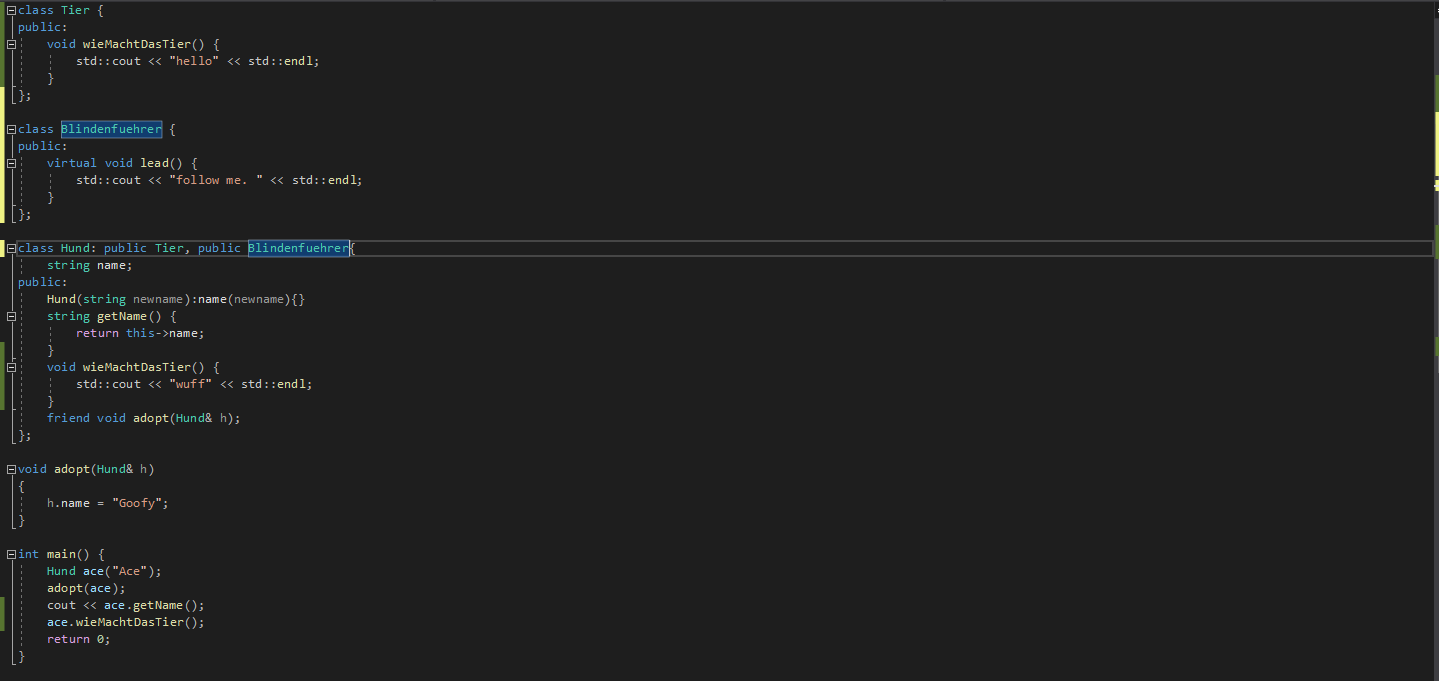 class Tier {
public:
    void wieMachtDasTier() {
        std::cout << "hello" << std::endl;
    }
};

class Blindenfuehrer {
public:
    virtual void lead() {
        std::cout << "follow me. " << std::endl;
    }
};

class Hund: public Tier, public Blindenfuehrer{
    string name;
public:
    Hund(string newname):name(newname){}
    string getName() {
        return this->name;
    }
    void wieMachtDasTier() {
        std::cout << "wuff" << std::endl;
    }
    friend void adopt(Hund& h);
};

void adopt(Hund& h)
{
    h.name = "Goofy";
}

int main() {
    Hund ace("Ace");
    adopt(ace);
    cout << ace.getName();
    ace.wieMachtDasTier();
    return 0;
}